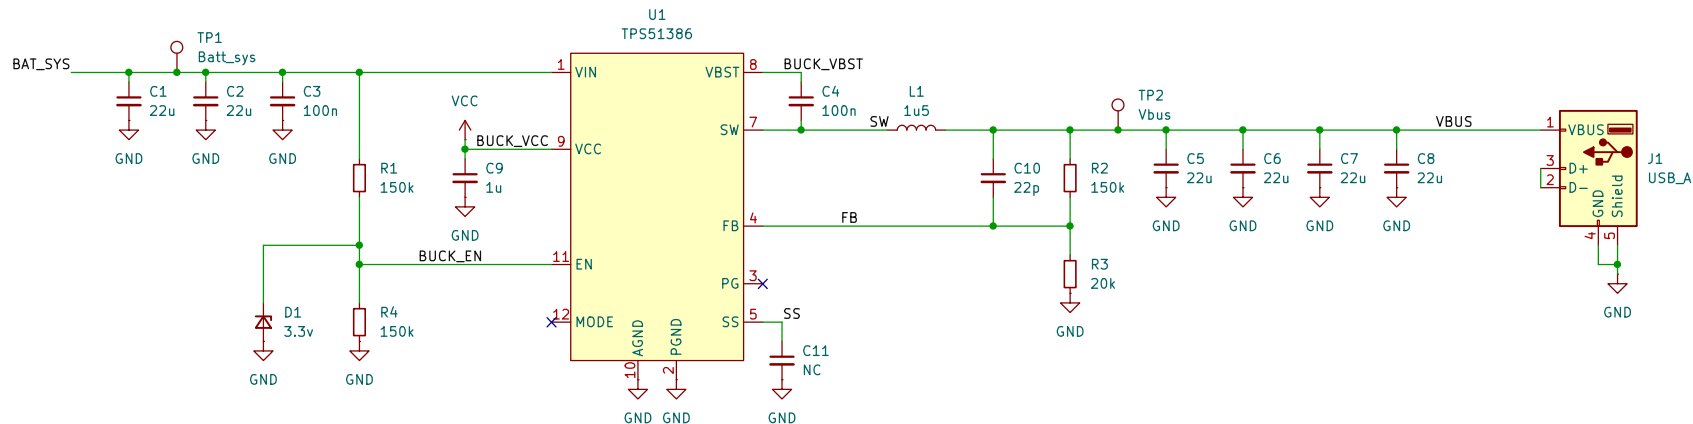 U1
TPS51386
BAT_SYS
TP1
Batt_sys
C1
22u
GND
C2
22u
GND
C3
100n
GND
R1
150k
VCC
BUCK_VCC
C9
1u
GND
BUCK_EN
D1
3.3v
GND
R4
150k
GND
1
VIN
9
VCC
11
EN
12
MODE
AGND
10
GND
PGND
2
GND
VBST
8
BUCK_VBST
SW
7
FB
4
PG
3
SS
5
SS
C4
100n
SW
L1
1u5
C10
22p
FB
R2
150k
R3
20k
GND
C11
NC
GND
TP2
Vbus
C5
22u
GND
C6
22u
GND
C7
22u
GND
C8
22u
GND
VBUS
1
VBUS
3
D+
2
D-
GND
4
Shield
5
J1
USB_A
GND